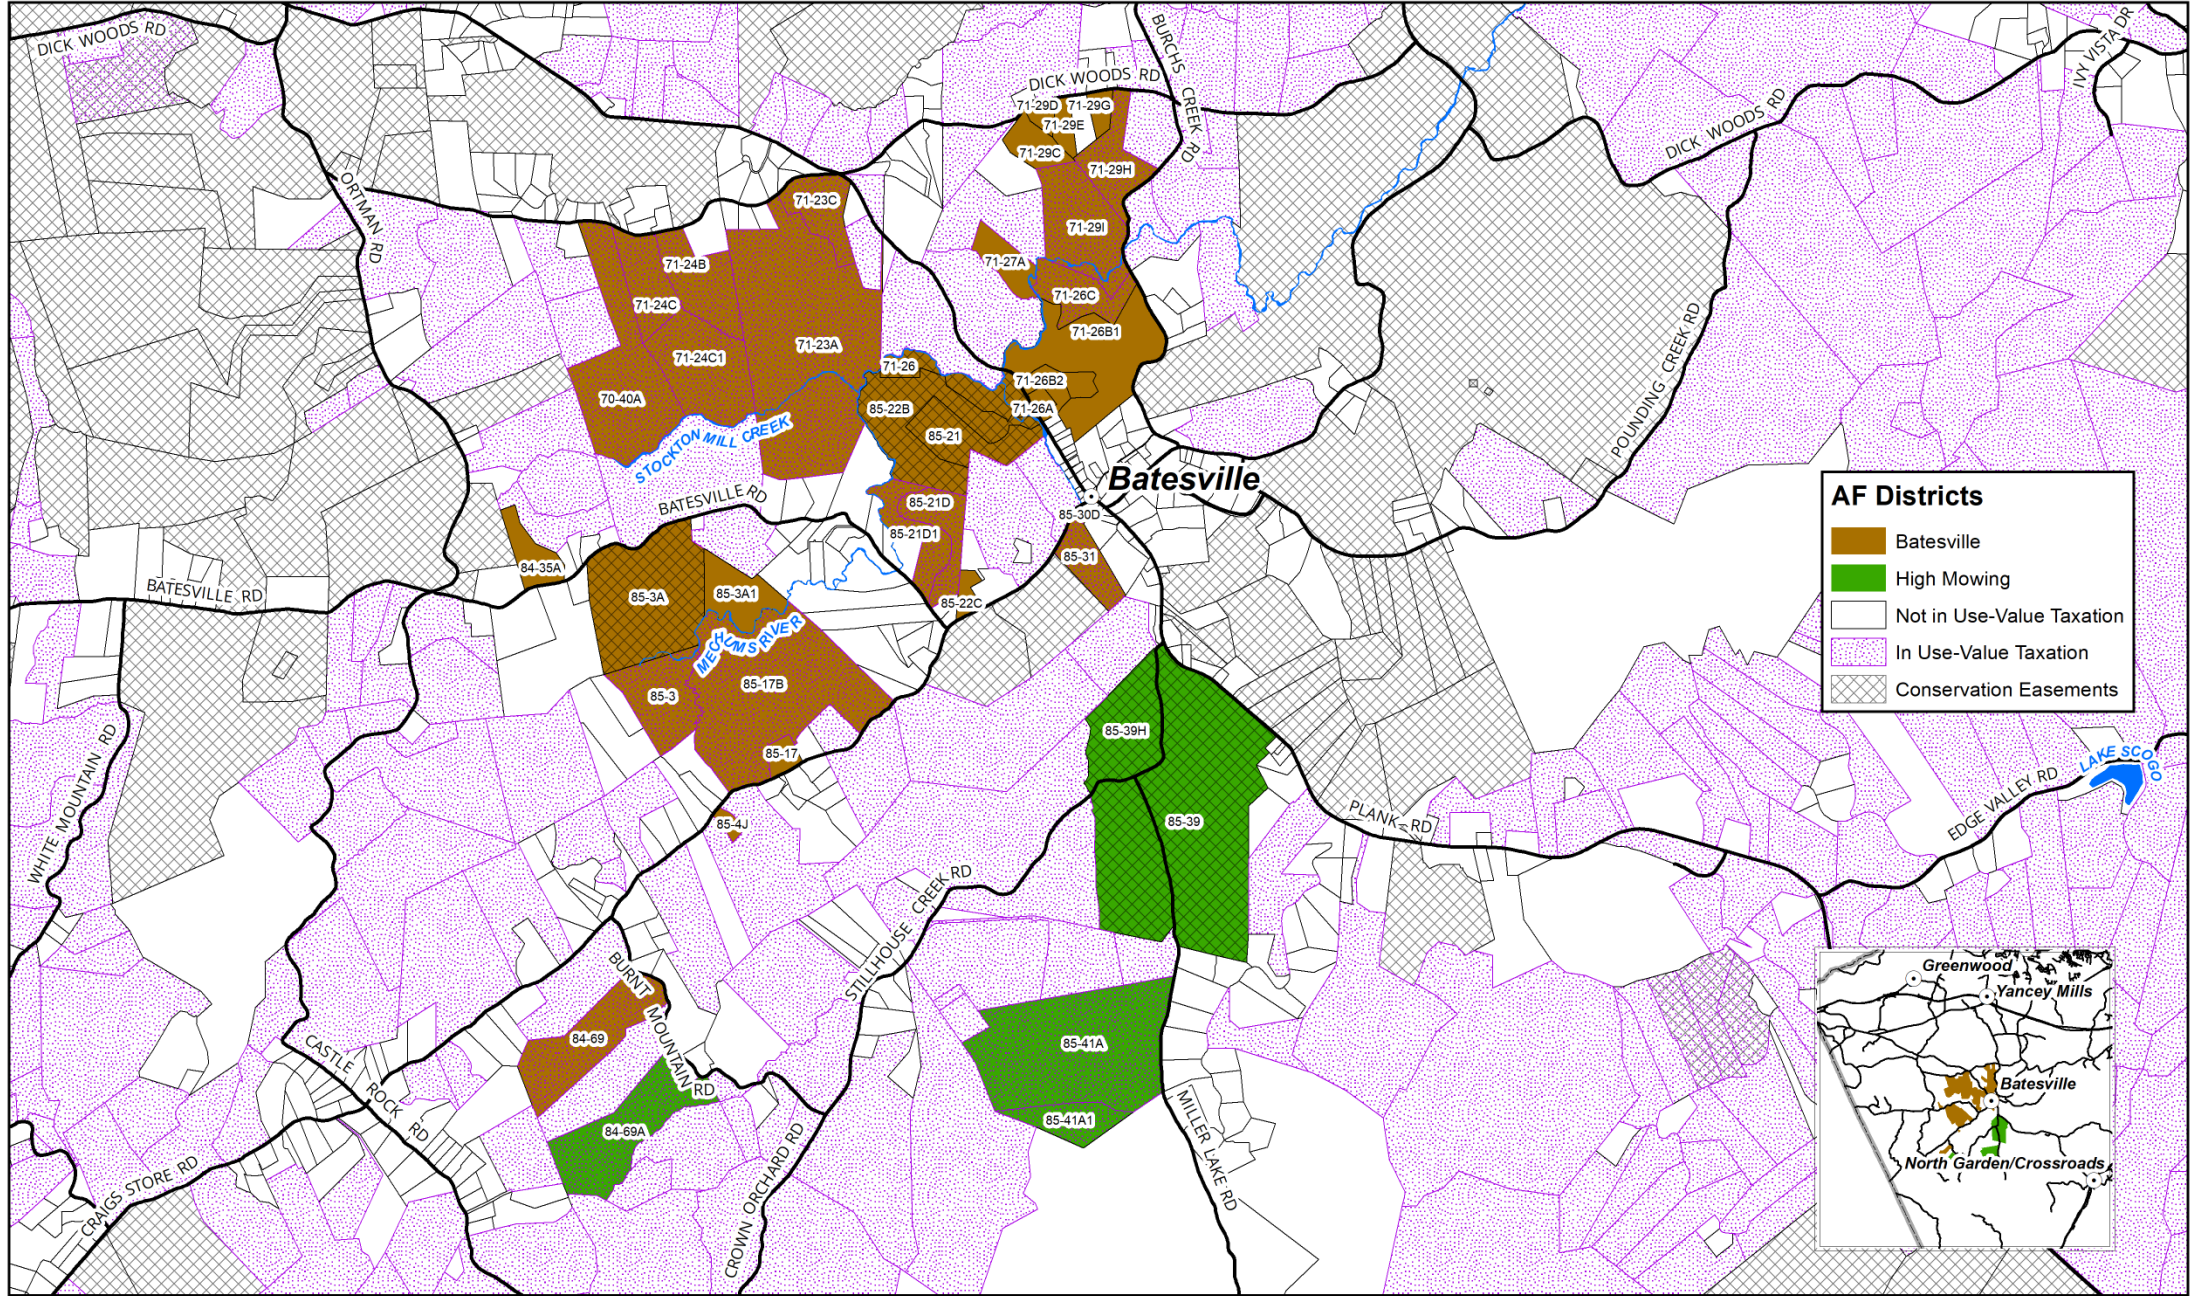 DICK WOODS RD
BURCHS CREEK RD
DICK WOODS RD
IVY VISTA DR
DICK WOODS RD
ORTMAN RD
71-29D
71-29G
71-29E
71-29C
71-29H
71-23C
71-29I
71-24B
71-27A
71-24C
71-26C
71-26B1
71-23A
71-24C1
71-26
71-26B2
70-40A
85-22B
71-26A
85-21
STOCKTON MILL CREEK
POUNDING CREEK RD
Batesville
BATESVILLE RD
85-21D
85-30D
85-21D1
85-31
84-35A
BATESVILLE RD
85-3A
85-3A1
85-22C
MECHUMS RIVER
85-3
85-17B
85-17
85-39H
WHITE MOUNTAIN RD
85-4J
85-39
PLANK RD
EDGE VALLEY RD
LAKE SCOGO
STILLHOUSE CREEK RD
BURNT MOUNTAIN RD
84-69
85-41A
CASTLE ROCK RD
85-41A1
84-69A
MILLER LAKE RD
CRAIGS STORE RD
CROWN ORCHARD RD
AF Districts
Batesville
High Mowing
Not in Use-Value Taxation
In Use-Value Taxation
Conservation Easements
Greenwood
Yancey Mills
Batesville
North Garden/Crossroads